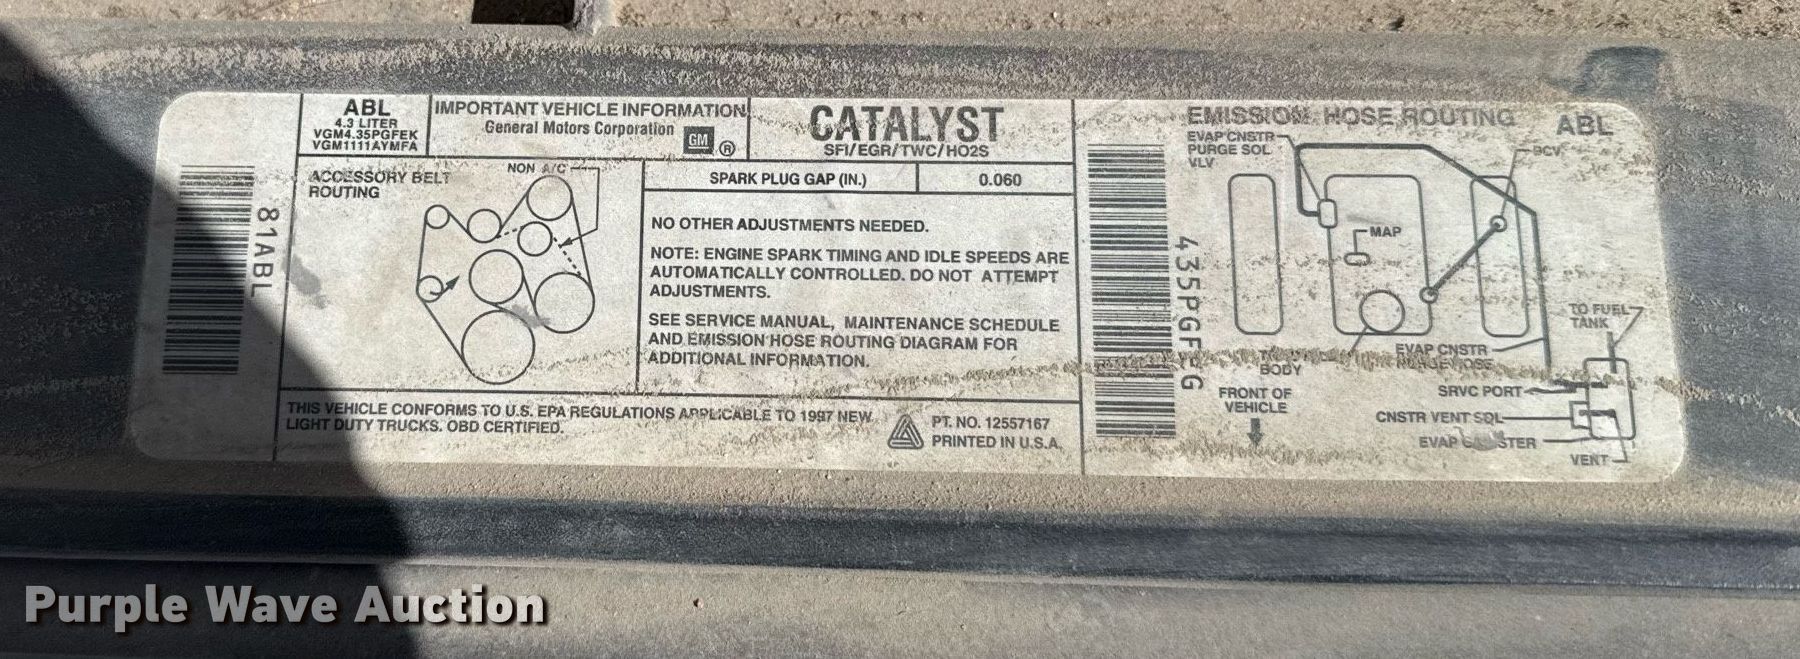 81ABL
ABL
4.3 LITER
VGM4.35PGFEK
VGM1111AYMFA
IMPORTANT VEHICLE INFORMATION
General Motors Corporation
GM ®
CATALYST
SFI/EGR/TWC/HO2S
ACCESSORY BELT
ROUTING
NON A/C
SPARK PLUG GAP (IN.) 0.060
NO OTHER ADJUSTMENTS NEEDED.
NOTE: ENGINE SPARK TIMING AND IDLE SPEEDS ARE
AUTOMATICALLY CONTROLLED. DO NOT ATTEMPT
ADJUSTMENTS.
SEE SERVICE MANUAL, MAINTENANCE SCHEDULE
AND EMISSION HOSE ROUTING DIAGRAM FOR
ADDITIONAL INFORMATION.
THIS VEHICLE CONFORMS TO U.S. EPA REGULATIONS APPLICABLE TO 1997 NEW
LIGHT DUTY TRUCKS. OBD CERTIFIED.
PT. NO. 12557167
PRINTED IN U.S.A.
435PGFEG
EMISSION HOSE ROUTING ABL
EVAP CNSTR
PURGE SOL
VLV
PCV
MAP
TO FUEL
TANK
EVAP CNSTR
PURGE HOSE
BODY
SRVC PORT
FRONT OF
VEHICLE
CNSTR VENT SOL
EVAP CANISTER
VENT
Purple Wave Auction